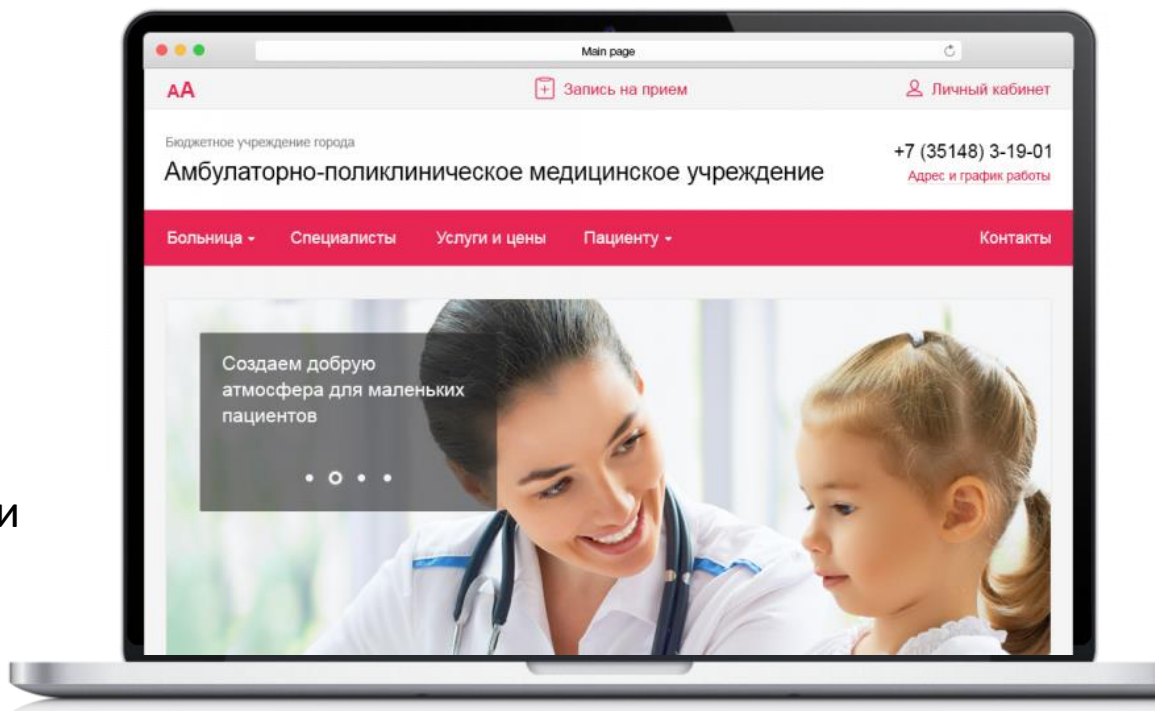 Main page
AA
Запись на прием
Личный кабинет
Бюджетное учреждение города
Амбулаторно-поликлиническое медицинское учреждение
+7 (35148) 3-19-01
Адрес и график работы
Больница
Специалисты
Услуги и цены
Пациенту
Контакты
Создаем добрую
атмосфера для маленьких
пациентов
и